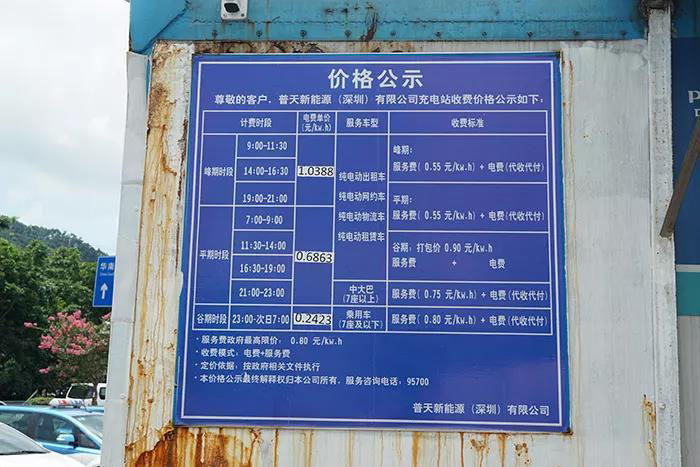 价格公示
尊敬的客户，普天新能源（深圳）有限公司充电站收费价格公示如下：
计费时段 电费单价(元/kw.h) 服务车型 收费标准
峰期时段 9:00-11:30
14:00-16:30 1.0388
19:00-21:00
平期时段 7:00-9:00
11:30-14:00 0.6863
16:30-19:00
21:00-23:00
谷期时段 23:00-次日7:00 0.2423
纯电动出租车
纯电动网约车
纯电动物流车
纯电动租赁车
峰期：
服务费( 0.55 元/kw.h) + 电费(代收代付)
平期：
服务费( 0.55 元/kw.h) + 电费(代收代付)
谷期：打包价 0.90 元/kw.h
服务费 + 电费
中大巴
(7座以上) 服务费( 0.75 元/kw.h) + 电费(代收代付)
乘用车
(7座及以下) 服务费( 0.80 元/kw.h) + 电费(代收代付)
· 服务费政府最高限价：0.80 元/kw.h
· 收费模式：电费+服务费
· 定价依据：按政府相关文件执行
· 本价格公示最终解释权归本公司所有，服务咨询电话：95700
普天新能源（深圳）有限公司
华南